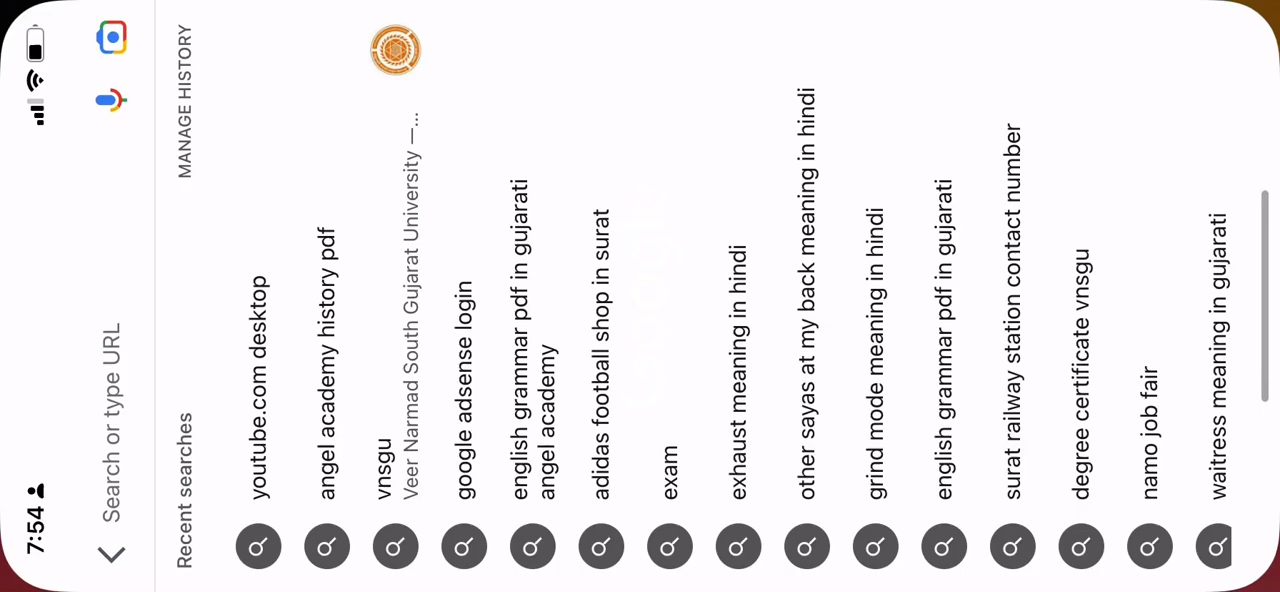 7:54
Search or type URL
Recent searches
MANAGE HISTORY
youtube.com desktop
angel academy history pdf
vnsgu
Veer Narmad South Gujarat University —...
google adsense login
english grammar pdf in gujarati
angel academy
adidas football shop in surat
exam
exhaust meaning in hindi
other sayas at my back meaning in hindi
grind mode meaning in hindi
english grammar pdf in gujarati
surat railway station contact number
degree certificate vnsgu
namo job fair
waitress meaning in gujarati